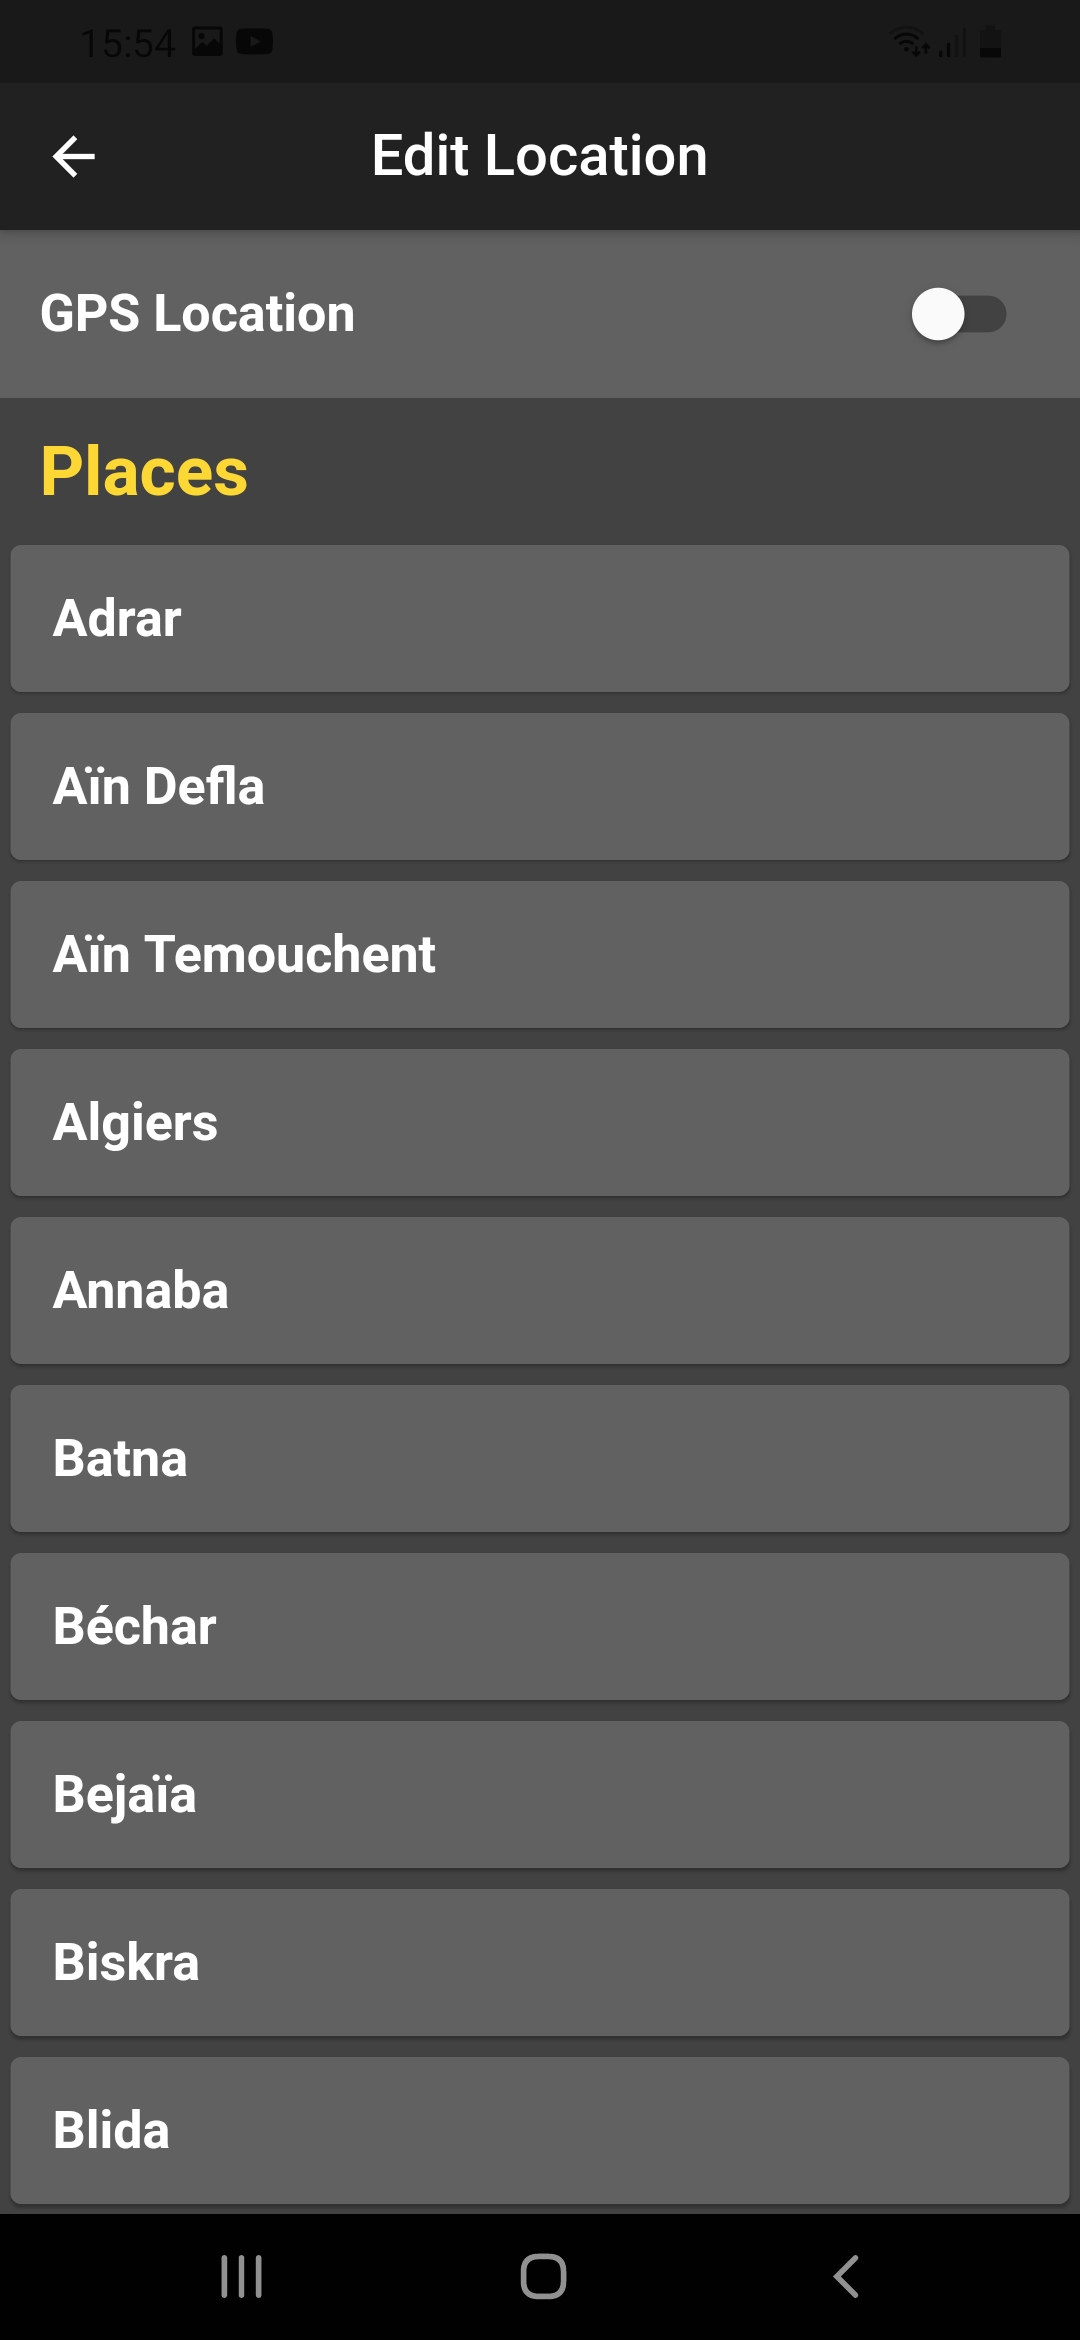 15:54
Edit Location
GPS Location
Places
Adrar
Aïn Defla
Aïn Temouchent
Algiers
Annaba
Batna
Béchar
Bejaïa
Biskra
Blida